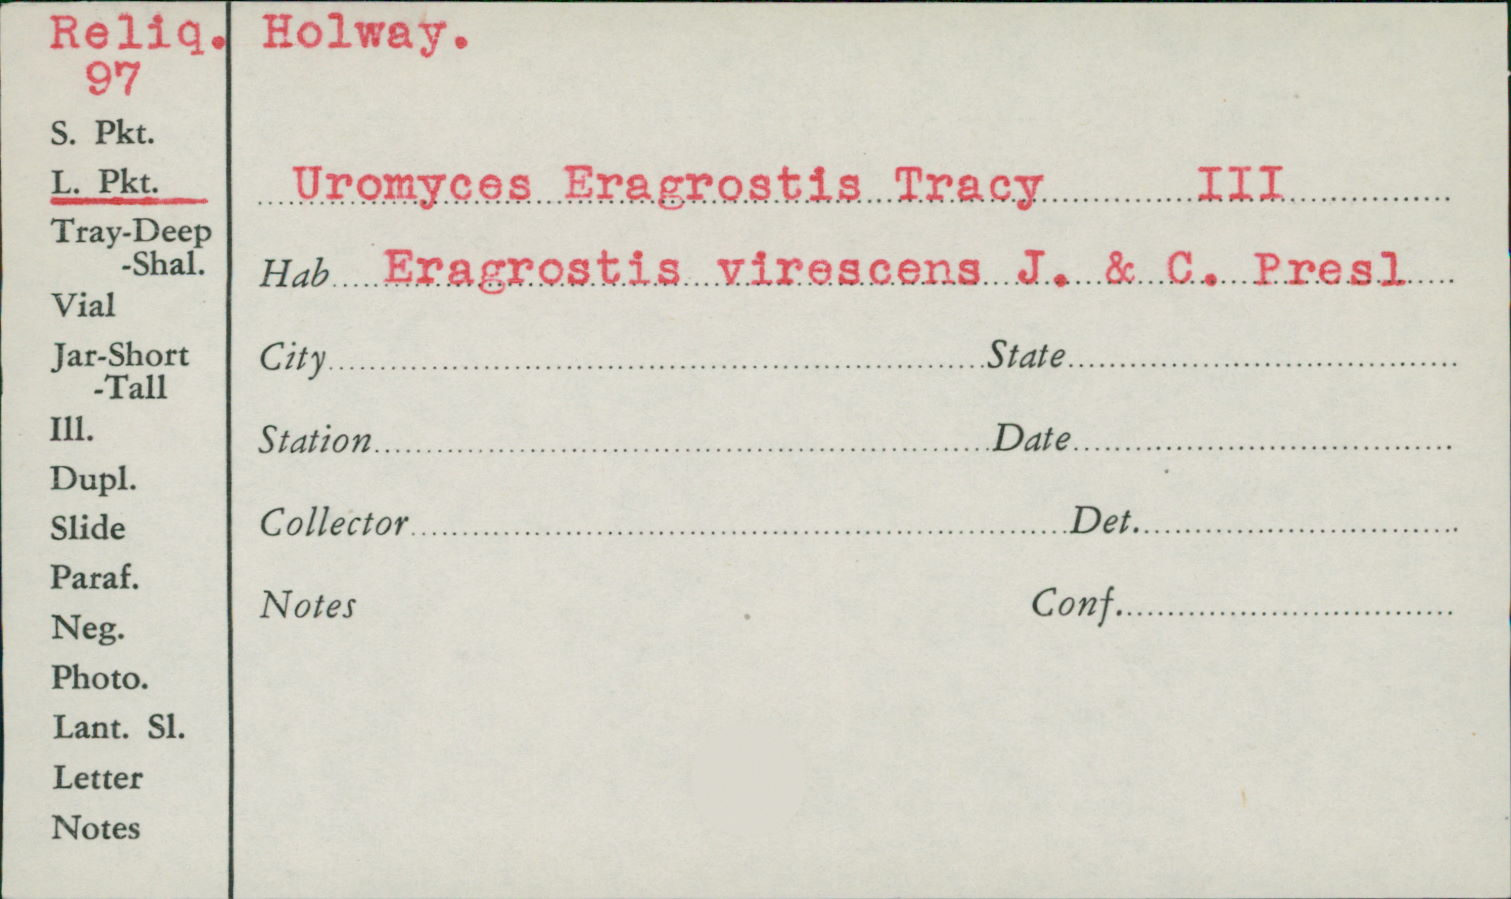 Reliq. Holway.
97
S. Pkt.
L. Pkt.
Uromyces Eragrostis Tracy III
Tray-Deep
-Shal.
Hab Eragrostis virescens J. & C. Presl
Vial
Jar-Short
-Tall
City State
Ill.
Station Date
Dupl.
Slide
Collector Det.
Paraf.
Neg.
Notes Conf.
Photo.
Lant. Sl.
Letter
Notes